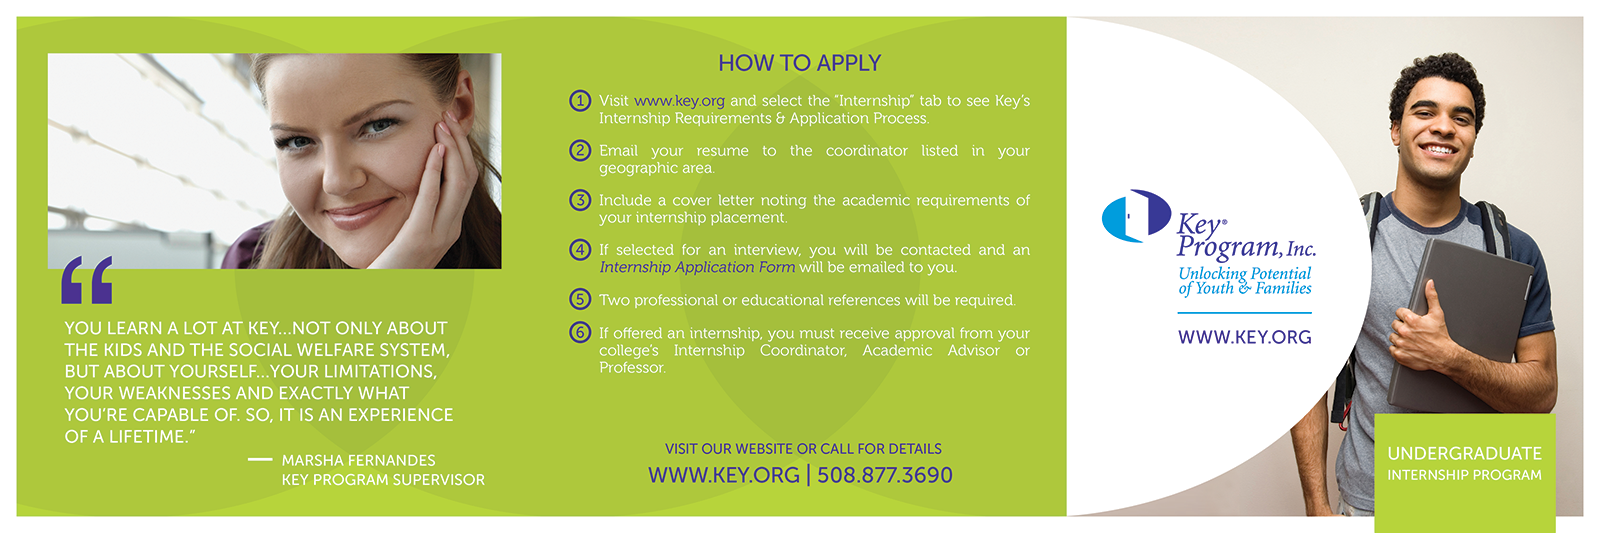 “
YOU LEARN A LOT AT KEY...NOT ONLY ABOUT
THE KIDS AND THE SOCIAL WELFARE SYSTEM,
BUT ABOUT YOURSELF...YOUR LIMITATIONS,
YOUR WEAKNESSES AND EXACTLY WHAT
YOU’RE CAPABLE OF. SO, IT IS AN EXPERIENCE
OF A LIFETIME.”
— MARSHA FERNANDES
KEY PROGRAM SUPERVISOR
HOW TO APPLY
1 Visit www.key.org and select the “Internship” tab to see Key’s
Internship Requirements & Application Process.
2 Email your resume to the coordinator listed in your
geographic area.
3 Include a cover letter noting the academic requirements of
your internship placement.
4 If selected for an interview, you will be contacted and an
Internship Application Form will be emailed to you.
5 Two professional or educational references will be required.
6 If offered an internship, you must receive approval from your
college’s Internship Coordinator, Academic Advisor or
Professor.
VISIT OUR WEBSITE OR CALL FOR DETAILS
WWW.KEY.ORG | 508.877.3690
Key®
Program, Inc.
Unlocking Potential
of Youth & Families
WWW.KEY.ORG
UNDERGRADUATE
INTERNSHIP PROGRAM